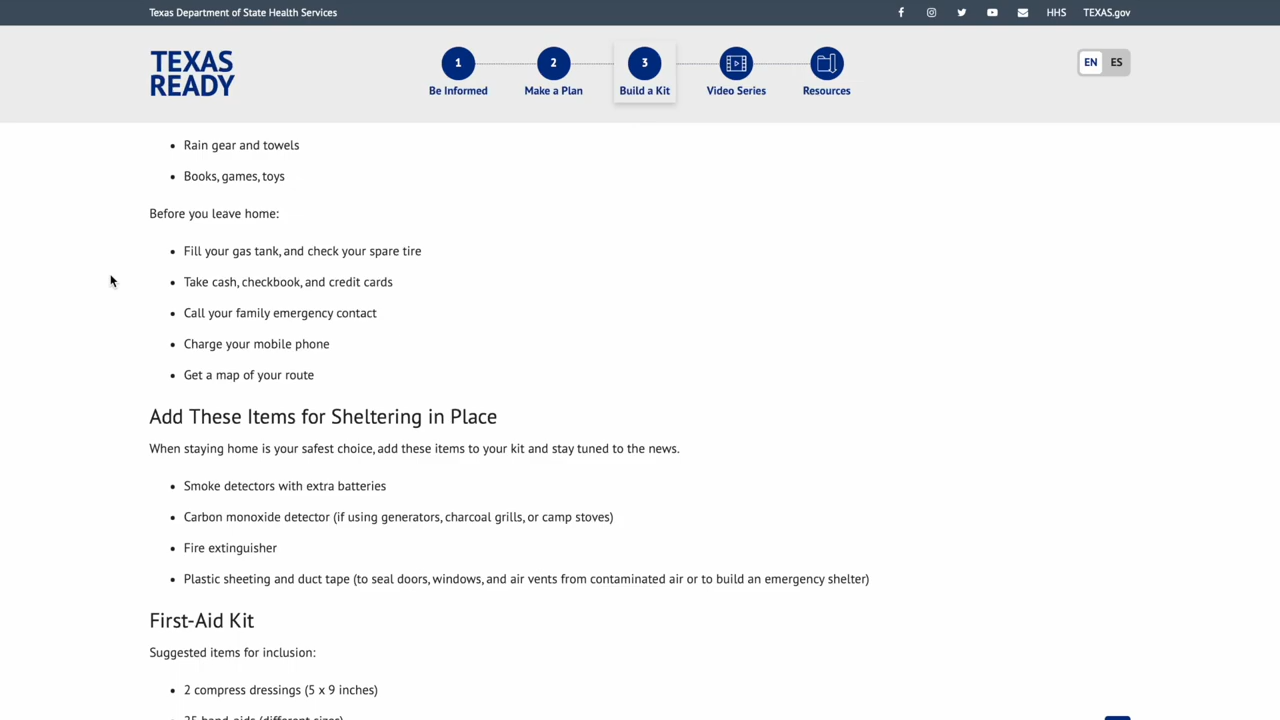 Texas Department of State Health Services
HHS
TEXAS.gov
TEXAS
READY
1
Be Informed
2
Make a Plan
3
Build a Kit
Video Series
Resources
EN
ES
Rain gear and towels
Books, games, toys
Before you leave home:
Fill your gas tank, and check your spare tire
Take cash, checkbook, and credit cards
Call your family emergency contact
Charge your mobile phone
Get a map of your route
Add These Items for Sheltering in Place
When staying home is your safest choice, add these items to your kit and stay tuned to the news.
Smoke detectors with extra batteries
Carbon monoxide detector (if using generators, charcoal grills, or camp stoves)
Fire extinguisher
Plastic sheeting and duct tape (to seal doors, windows, and air vents from contaminated air or to build an emergency shelter)
First-Aid Kit
Suggested items for inclusion:
2 compress dressings (5 x 9 inches)
25 band-aids (different sizes)